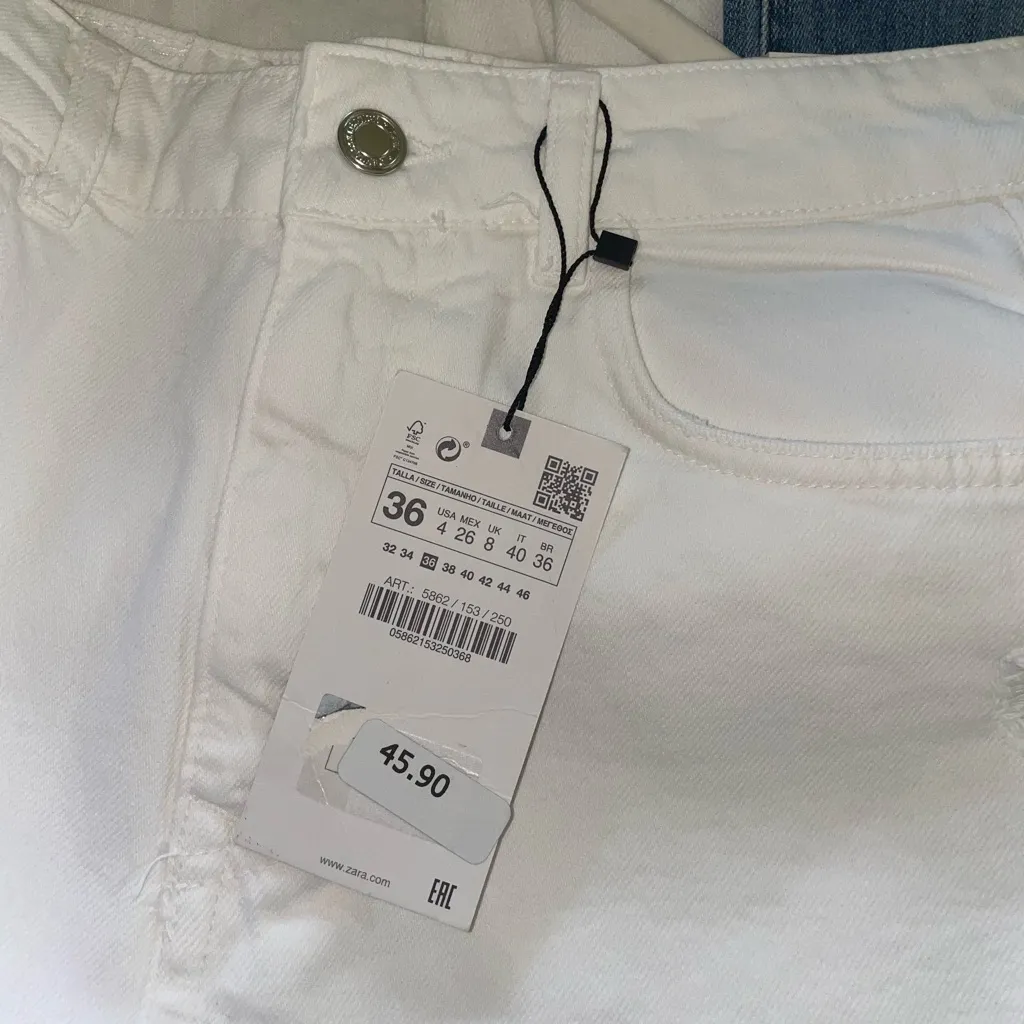 FSC
TALLA / SIZE / TAMANHO / TAILLE / MAAT / ΜΕΓΕΘΟΣ
36 USA MEX UK IT BR
4 26 8 40 36
32 34 36 38 40 42 44 46
ART.: 5862 / 153 / 250
05862153250368
45.90
www.zara.com
EAC